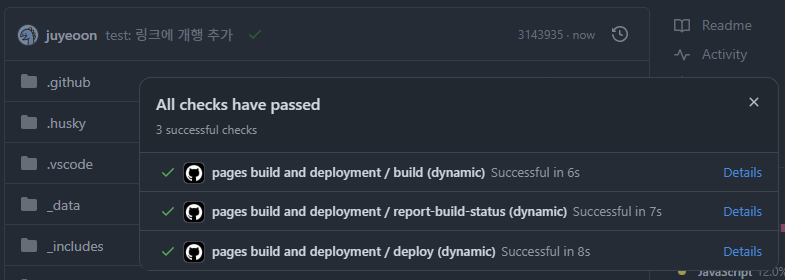 juyeoon test: 링크에 개행 추가 3143935 · now
Readme
Activity
.github
.husky
.vscode
_data
_includes
All checks have passed
3 successful checks
pages build and deployment / build (dynamic) Successful in 6s Details
pages build and deployment / report-build-status (dynamic) Successful in 7s Details
pages build and deployment / deploy (dynamic) Successful in 8s Details
JavaScript 12.0%